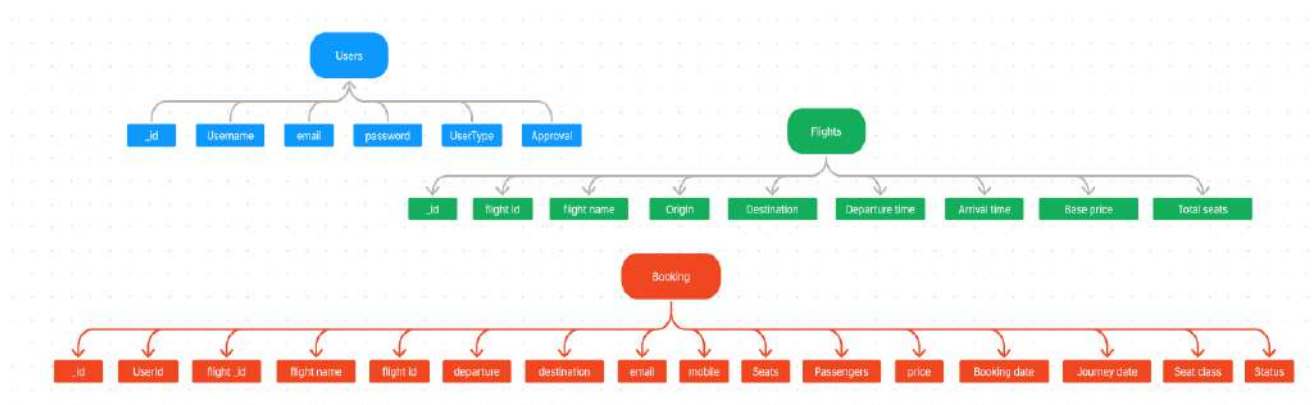 Users
_id Username email password UserType Approval
Flights
_id flight id flight name Origin Destination Departure time Arrival time Base price Total seats
Booking
_id UserId flight _id flight name flight id departure destination email mobile Seats Passengers price Booking date Journey date Seat class Status